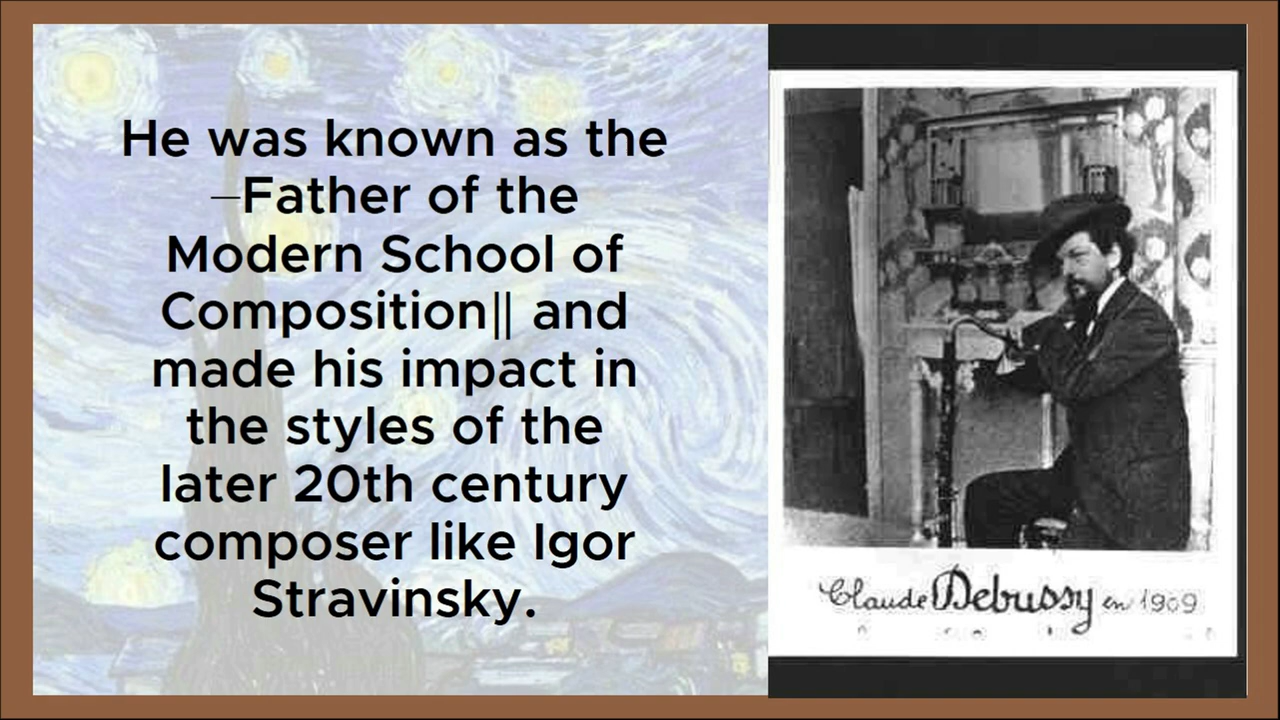 He was known as the
―Father of the
Modern School of
Composition‖ and
made his impact in
the styles of the
later 20th century
composer like Igor
Stravinsky.
Claude Debussy en 1909